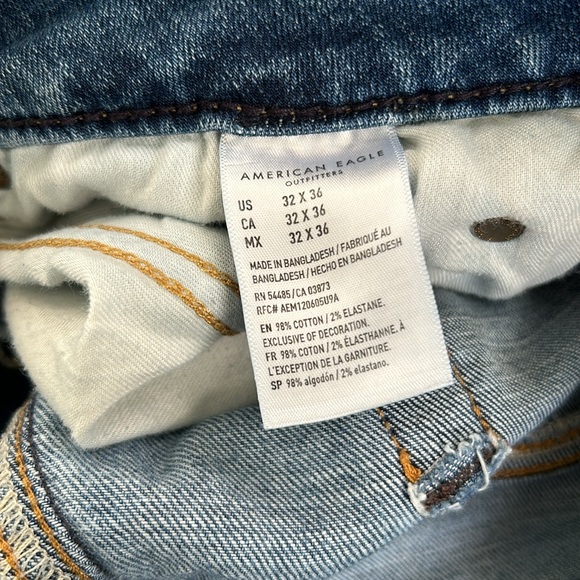 AMERICAN EAGLE
OUTFITTERS
US 32 X 36
CA 32 X 36
MX 32 X 36
MADE IN BANGLADESH / FABRIQUÉ AU
BANGLADESH / HECHO EN BANGLADESH
RN 54485 / CA 03873
RFC# AEM120605U9A
EN 98% COTTON / 2% ELASTANE.
EXCLUSIVE OF DECORATION.
FR 98% COTON / 2% ÉLASTHANNE. À
L'EXCEPTION DE LA GARNITURE.
SP 98% algodón / 2% elastano.